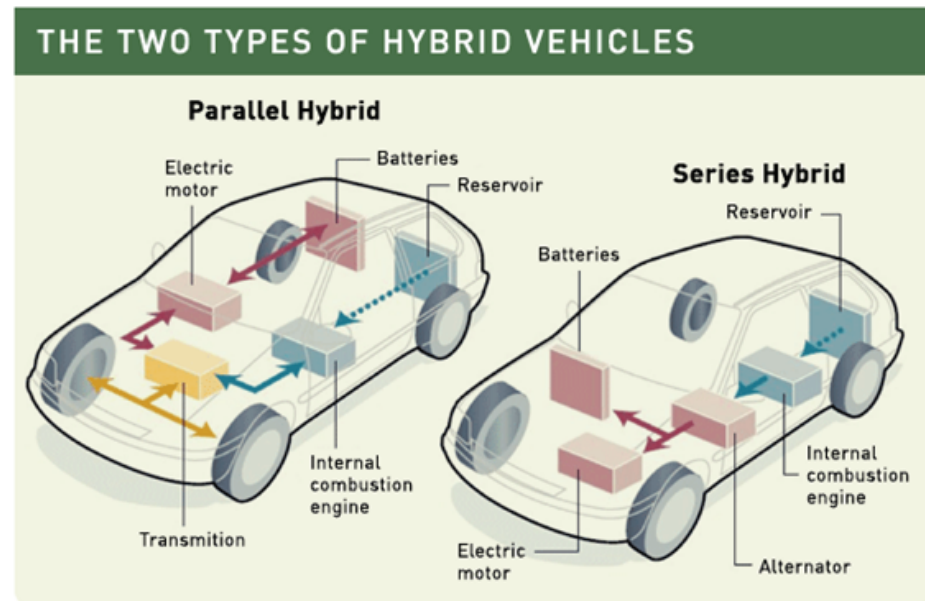 THE TWO TYPES OF HYBRID VEHICLES
Parallel Hybrid
Electric
motor
Batteries
Reservoir
Internal
combustion
engine
Transmition
Series Hybrid
Reservoir
Batteries
Internal
combustion
engine
Electric
motor
Alternator